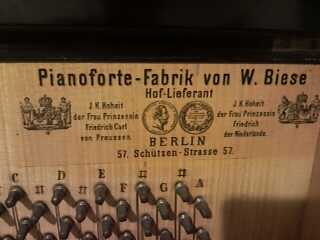 Pianoforte-Fabrik von W. Biese
Hof-Lieferant
J. K. Hoheit
der Frau Prinzessin
Friedrich Carl
von Preussen.
J. K. Hoheit
der Frau Prinzessin
Friedrich
der Niederlande.
BERLIN
57. Schützen-Strasse 57.
C # D # E F # G # A